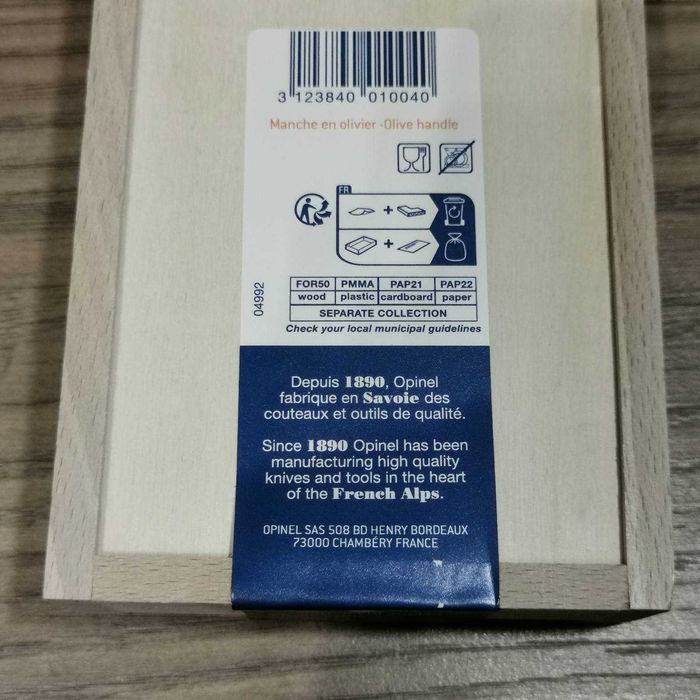 3 123840 010040
Manche en olivier -Olive handle
FR
04992
FOR50 PMMA PAP21 PAP22
wood plastic cardboard paper
SEPARATE COLLECTION
Check your local municipal guidelines
Depuis 1890, Opinel
fabrique en Savoie des
couteaux et outils de qualité.
Since 1890 Opinel has been
manufacturing high quality
knives and tools in the heart
of the French Alps.
OPINEL SAS 508 BD HENRY BORDEAUX
73000 CHAMBÉRY FRANCE